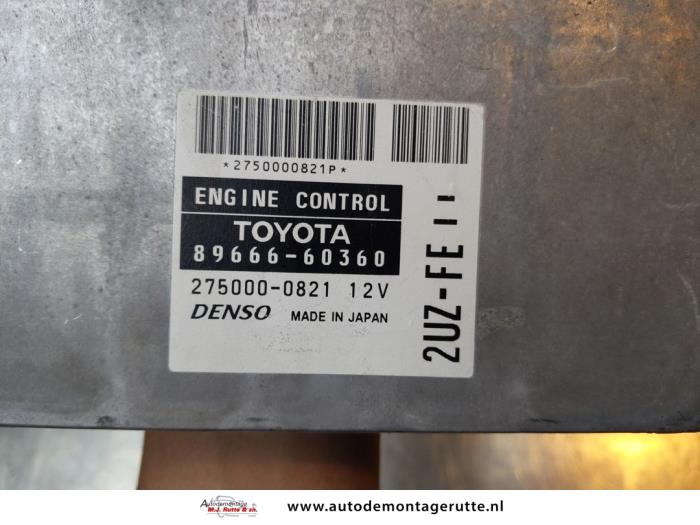 *2750000821P*
ENGINE CONTROL
TOYOTA
89666-60360
275000-0821 12V
DENSO MADE IN JAPAN
2UZ-FE
Autodemontage
M.J. Rutte & zn.
www.autodemontagerutte.nl